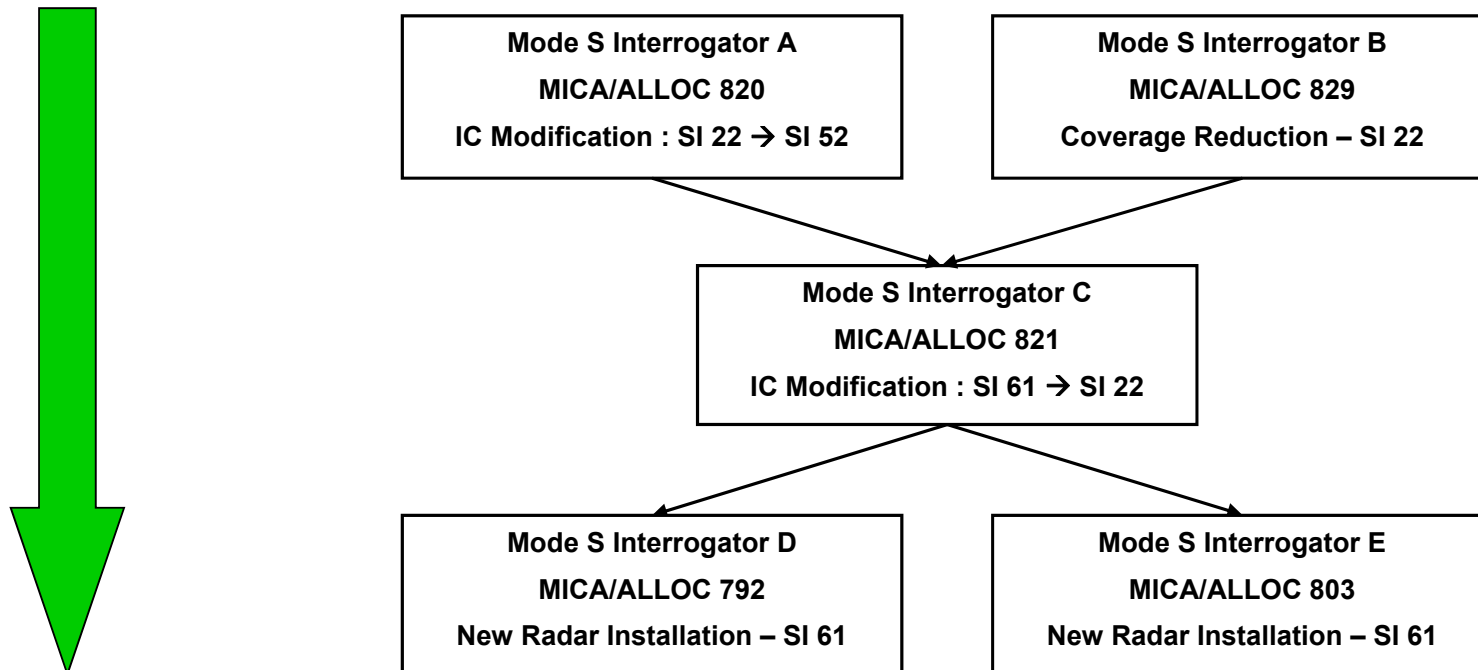 Mode S Interrogator A
MICA/ALLOC 820
IC Modification : SI 22 → SI 52
Mode S Interrogator B
MICA/ALLOC 829
Coverage Reduction – SI 22
Mode S Interrogator C
MICA/ALLOC 821
IC Modification : SI 61 → SI 22
Mode S Interrogator D
MICA/ALLOC 792
New Radar Installation – SI 61
Mode S Interrogator E
MICA/ALLOC 803
New Radar Installation – SI 61